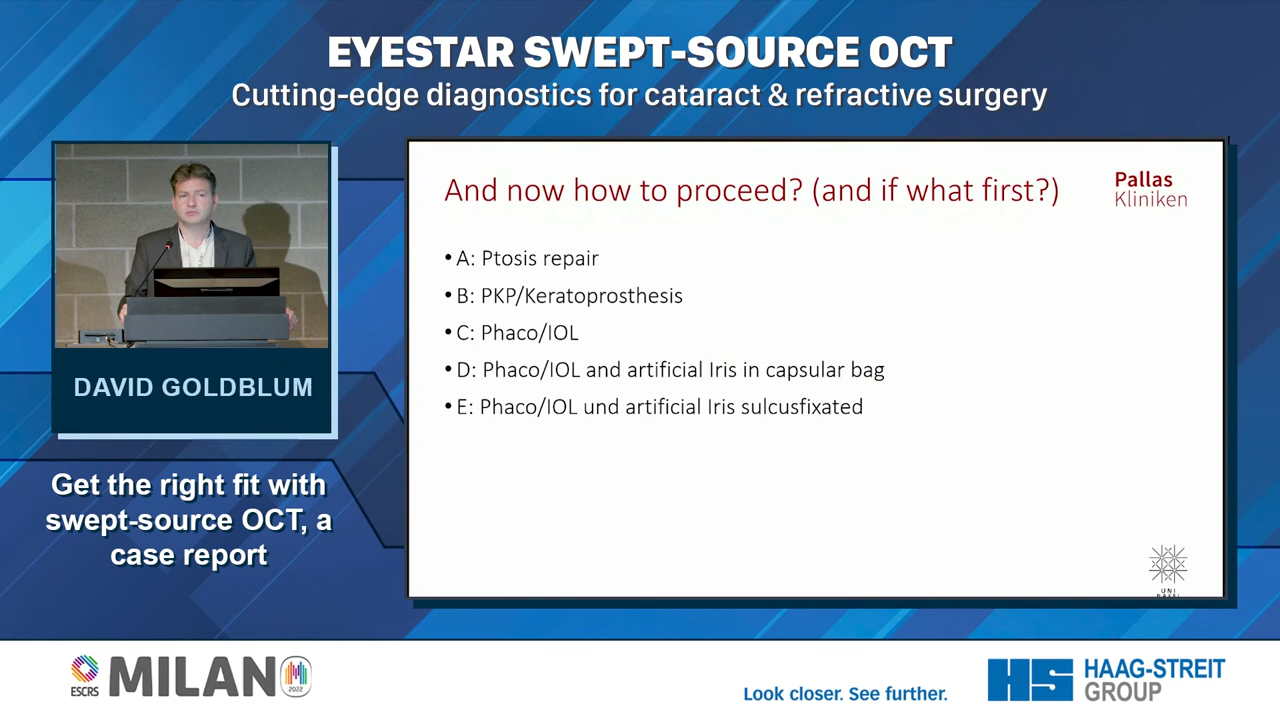 EYESTAR SWEPT-SOURCE OCT
Cutting-edge diagnostics for cataract & refractive surgery
DAVID GOLDBLUM
Get the right fit with
swept-source OCT, a
case report
And now how to proceed? (and if what first?)
Pallas
Kliniken
• A: Ptosis repair
• B: PKP/Keratoprosthesis
• C: Phaco/IOL
• D: Phaco/IOL and artificial Iris in capsular bag
• E: Phaco/IOL und artificial Iris sulcusfixated
UNI
ESCRS
MILANO
2022
Look closer. See further.
HS
HAAG-STREIT
GROUP